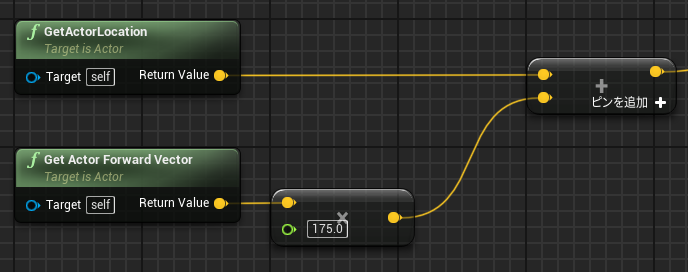 GetActorLocation
Target is Actor
Target self Return Value
ピンを追加
Get Actor Forward Vector
Target is Actor
Target self Return Value
175.0